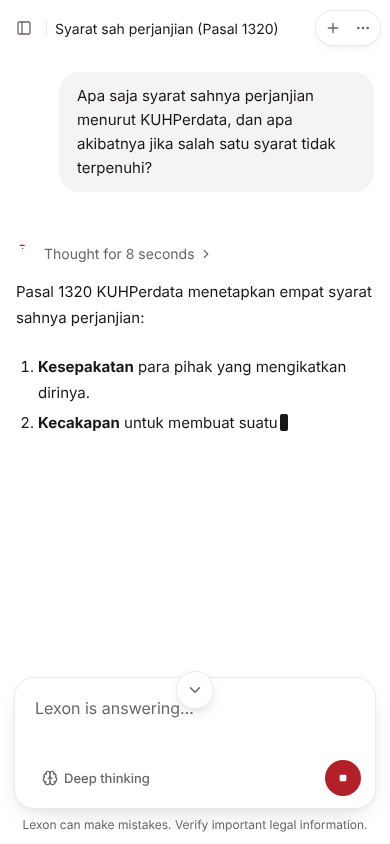 Syarat sah perjanjian (Pasal 1320)
Apa saja syarat sahnya perjanjian
menurut KUHPerdata, dan apa
akibatnya jika salah satu syarat tidak
terpenuhi?
Thought for 8 seconds
Pasal 1320 KUHPerdata menetapkan empat syarat
sahnya perjanjian:
1. Kesepakatan para pihak yang mengikatkan
dirinya.
2. Kecakapan untuk membuat suatu
Lexon is answering...
Deep thinking
Lexon can make mistakes. Verify important legal information.